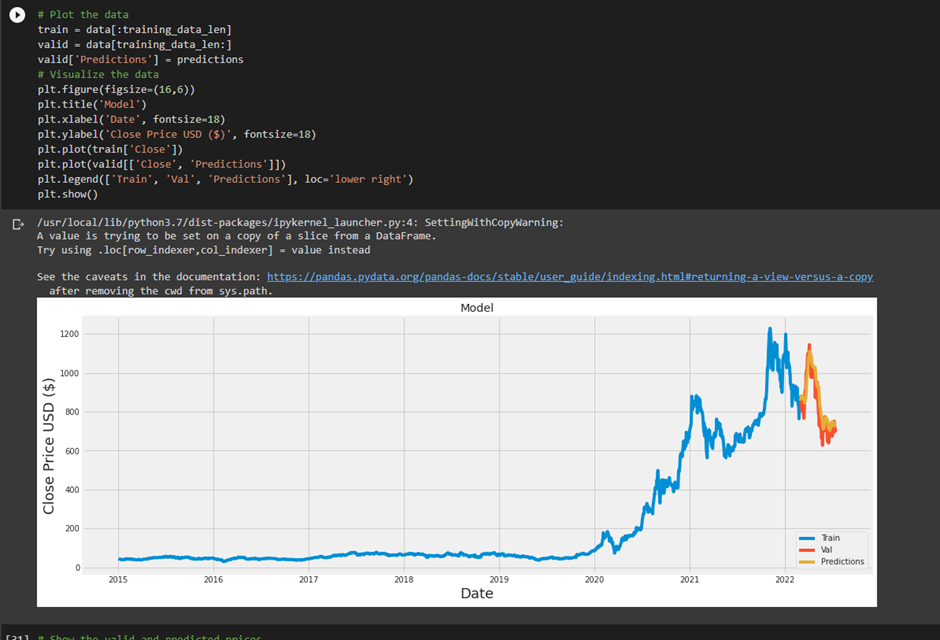 # Plot the data
train = data[:training_data_len]
valid = data[training_data_len:]
valid['Predictions'] = predictions
# Visualize the data
plt.figure(figsize=(16,6))
plt.title('Model')
plt.xlabel('Date', fontsize=18)
plt.ylabel('Close Price USD ($)', fontsize=18)
plt.plot(train['Close'])
plt.plot(valid[['Close', 'Predictions']])
plt.legend(['Train', 'Val', 'Predictions'], loc='lower right')
plt.show()
/usr/local/lib/python3.7/dist-packages/ipykernel_launcher.py:4: SettingWithCopyWarning:
A value is trying to be set on a copy of a slice from a DataFrame.
Try using .loc[row_indexer,col_indexer] = value instead
See the caveats in the documentation: https://pandas.pydata.org/pandas-docs/stable/user_guide/indexing.html#returning-a-view-versus-a-copy
after removing the cwd from sys.path.
Model
Close Price USD ($)
1200
1000
800
600
400
200
0
Train
Val
Predictions
2015 2016 2017 2018 2019 2020 2021 2022
Date
[31] # Show the valid and predicted prices